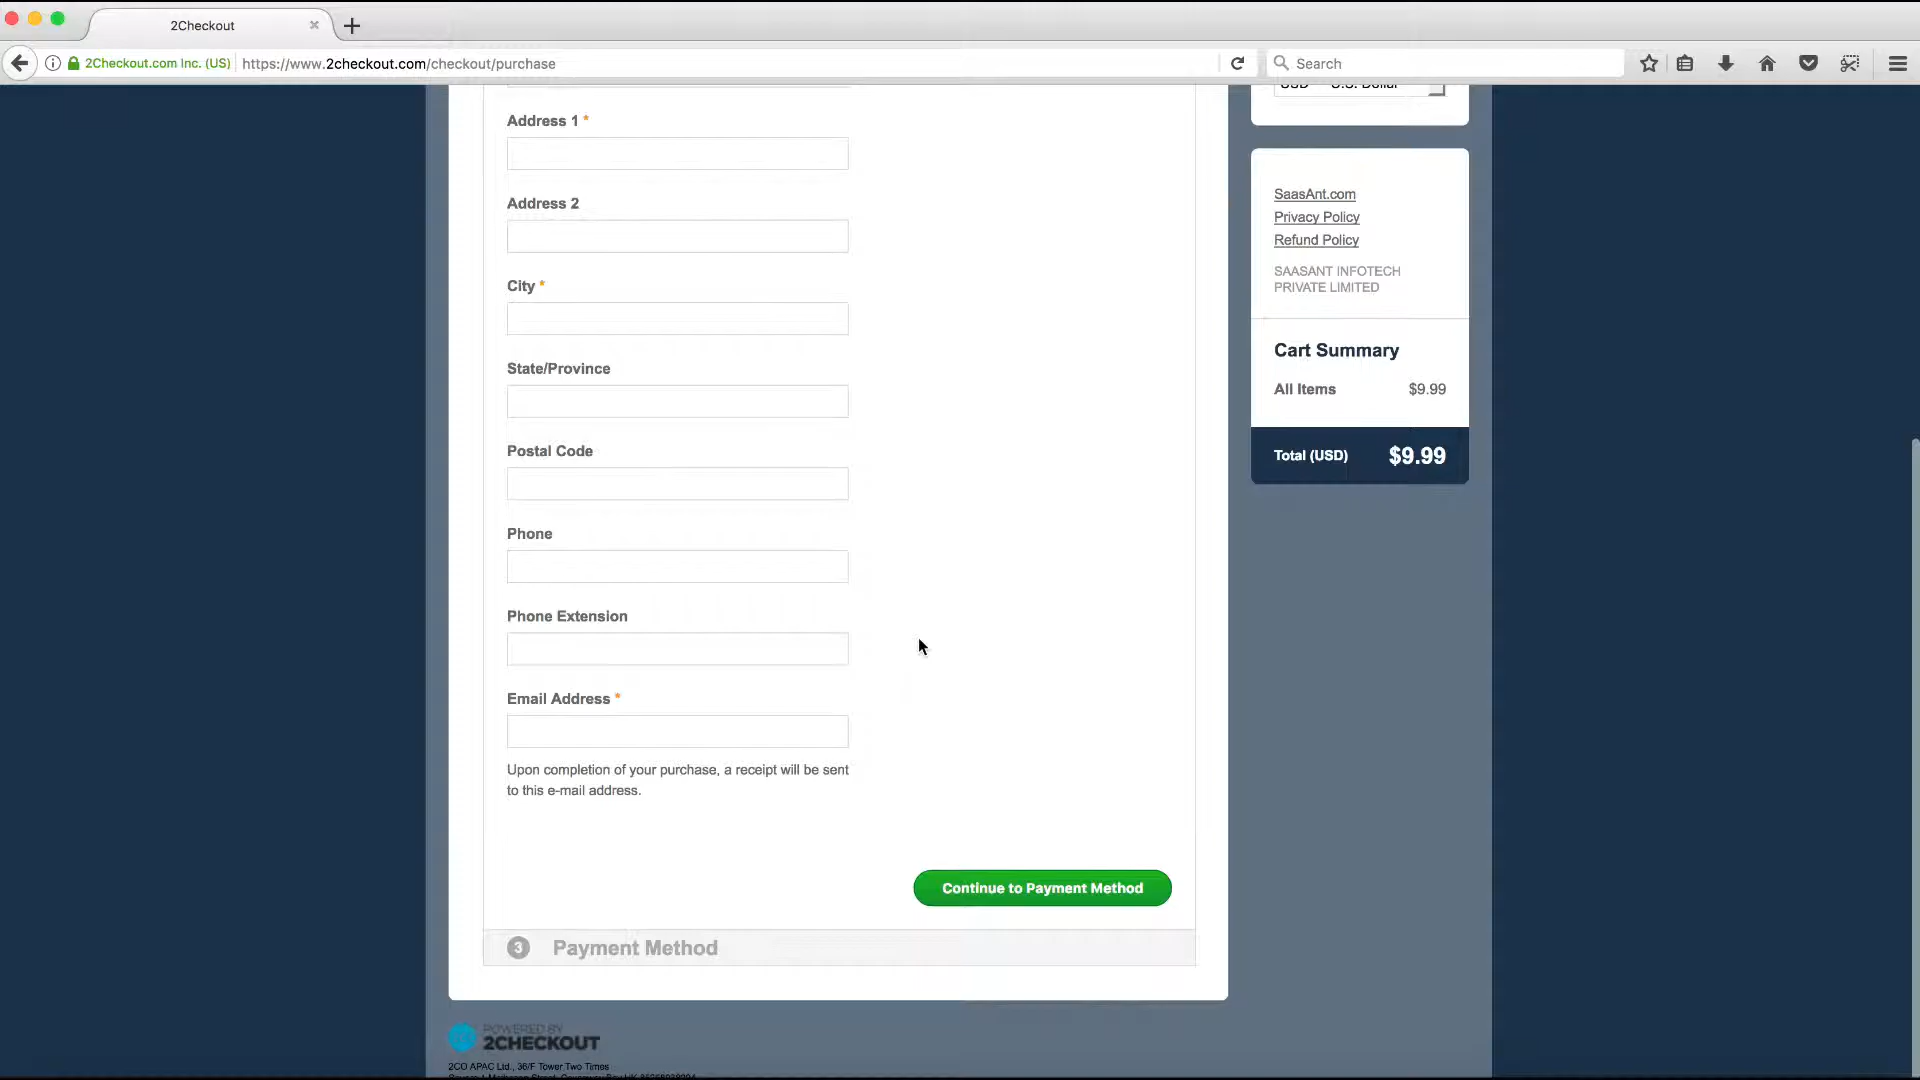 2Checkout
2Checkout.com Inc. (US)
https://www.2checkout.com/checkout/purchase
Search
USD
U.S. Dollar
Address 1 *
Address 2
City *
State/Province
Postal Code
Phone
Phone Extension
Email Address *
Upon completion of your purchase, a receipt will be sent
to this e-mail address.
Continue to Payment Method
3 Payment Method
SaasAnt.com
Privacy Policy
Refund Policy
SAASANT INFOTECH
PRIVATE LIMITED
Cart Summary
All Items $9.99
Total (USD) $9.99
POWERED BY
2CHECKOUT
2CO APAC Ltd., 36/F Tower Two Times